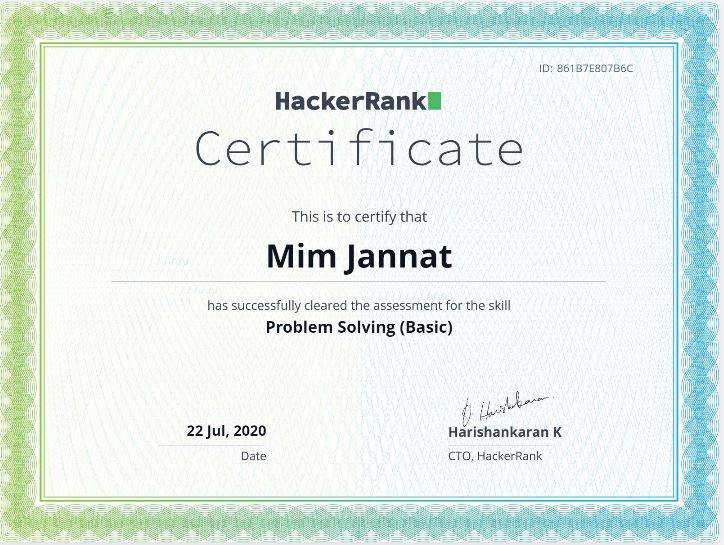 ID: 861B7E807B6C
HackerRank
Certificate
This is to certify that
Mim Jannat
has successfully cleared the assessment for the skill
Problem Solving (Basic)
22 Jul, 2020
Date
Harishankaran K
CTO, HackerRank